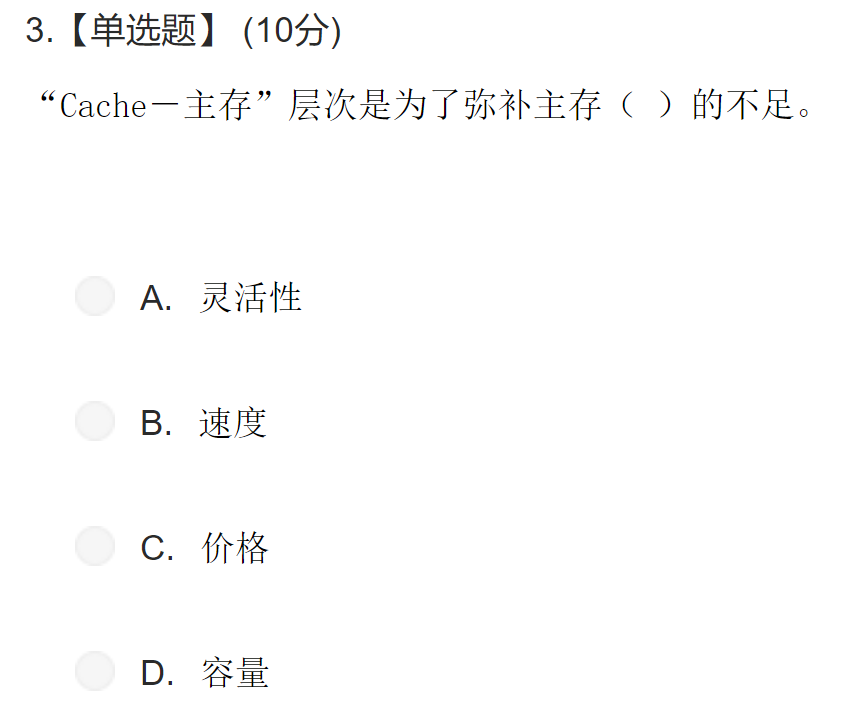 3.【单选题】 (10分)
“Cache－主存”层次是为了弥补主存（ ）的不足。
A. 灵活性
B. 速度
C. 价格
D. 容量